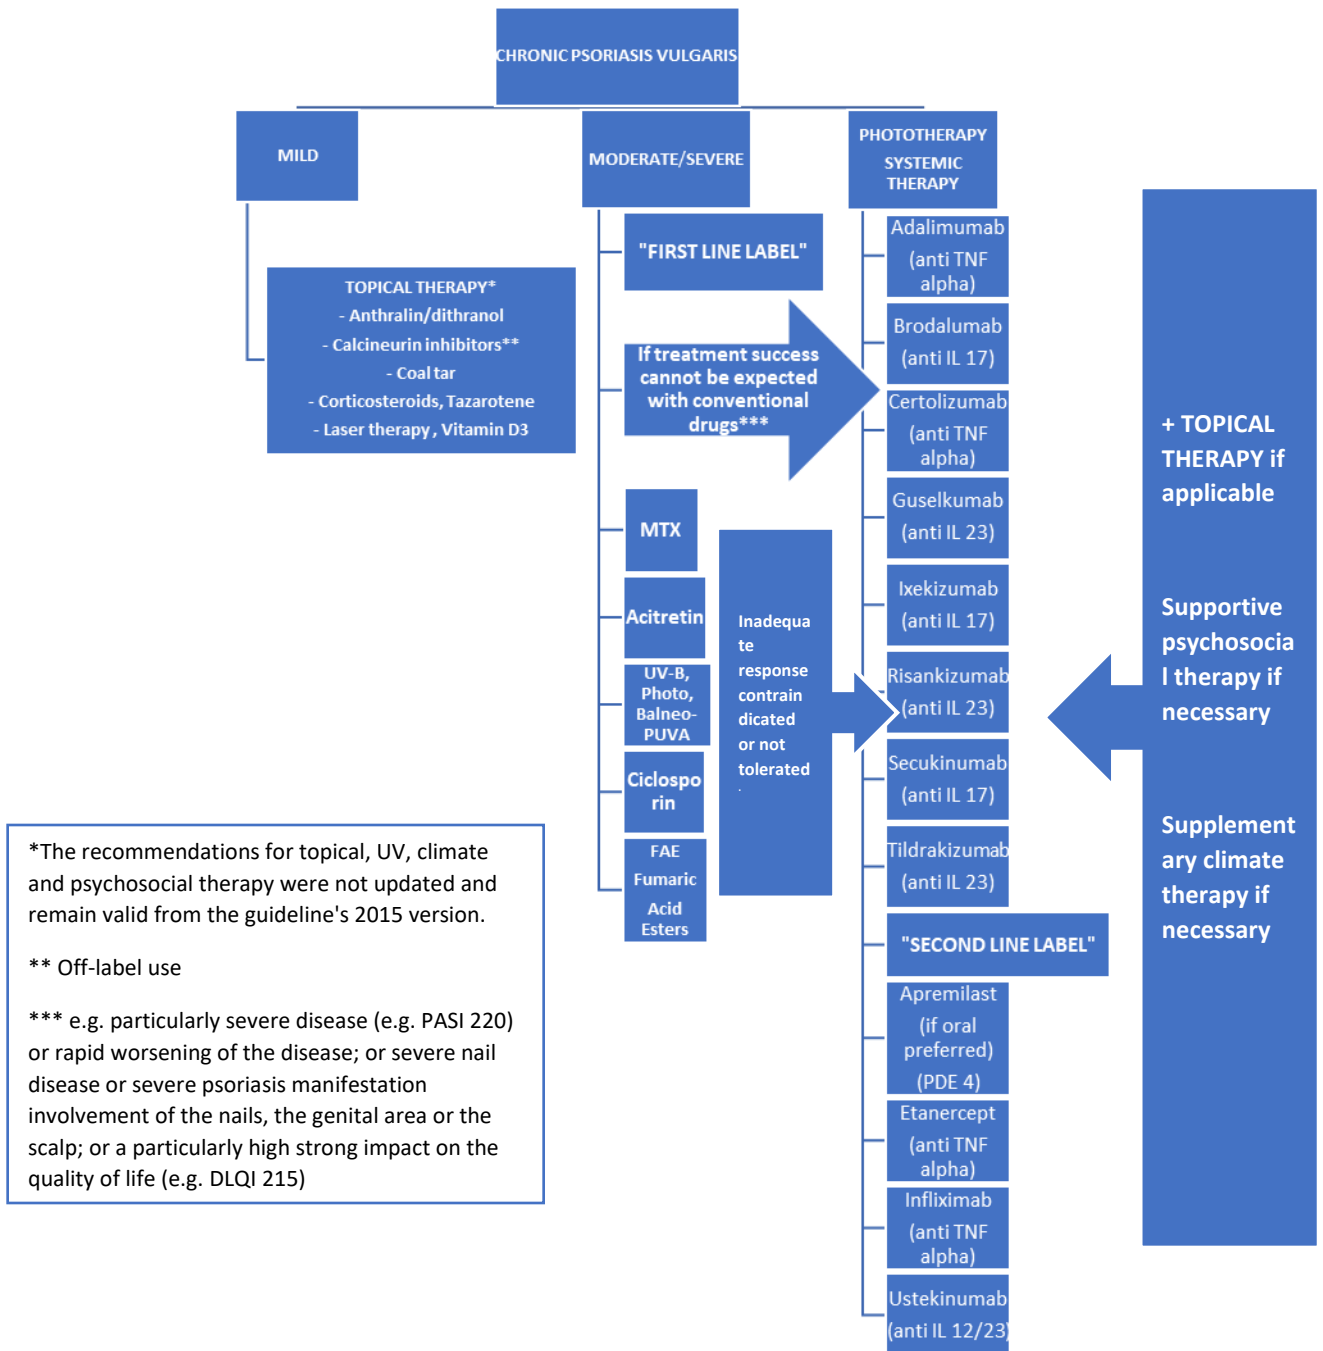 CHRONIC PSORIASIS VULGARIS
MILD
TOPICAL THERAPY*
- Anthralin/dithranol
- Calcineurin inhibitors**
- Coal tar
- Corticosteroids, Tazarotene
- Laser therapy , Vitamin D3
MODERATE/SEVERE
"FIRST LINE LABEL"
If treatment success
cannot be expected
with conventional
drugs***
MTX
Acitretin
UV-B,
Photo,
Balneo-
PUVA
Ciclospo
rin
FAE
Fumaric
Acid
Esters
Inadequa
te
response
contrain
dicated
or not
tolerated
.
PHOTOTHERAPY
SYSTEMIC
THERAPY
Adalimumab
(anti TNF
alpha)
Brodalumab
(anti IL 17)
Certolizumab
(anti TNF
alpha)
Guselkumab
(anti IL 23)
Ixekizumab
(anti IL 17)
Risankizumab
(anti IL 23)
Secukinumab
(anti IL 17)
Tildrakizumab
(anti IL 23)
"SECOND LINE LABEL"
Apremilast
(if oral
preferred)
(PDE 4)
Etanercept
(anti TNF
alpha)
Infliximab
(anti TNF
alpha)
Ustekinumab
(anti IL 12/23)
+ TOPICAL
THERAPY if
applicable
Supportive
psychosocia
l therapy if
necessary
Supplement
ary climate
therapy if
necessary
*The recommendations for topical, UV, climate
and psychosocial therapy were not updated and
remain valid from the guideline's 2015 version.
** Off-label use
*** e.g. particularly severe disease (e.g. PASI 220)
or rapid worsening of the disease; or severe nail
disease or severe psoriasis manifestation
involvement of the nails, the genital area or the
scalp; or a particularly high strong impact on the
quality of life (e.g. DLQI 215)